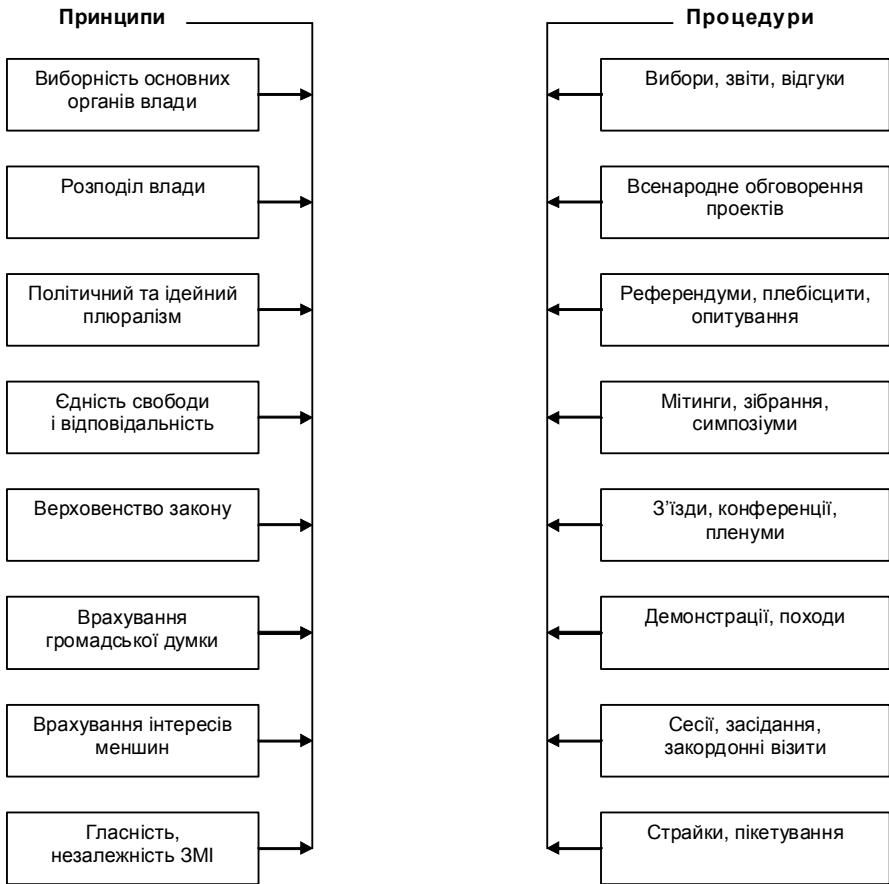 Принципи
Виборність основних
органів влади
Розподіл влади
Політичний та ідейний
плюралізм
Єдність свободи
і відповідальність
Верховенство закону
Врахування
громадської думки
Врахування інтересів
меншин
Гласність,
незалежність ЗМІ
Процедури
Вибори, звіти, відгуки
Всенародне обговорення
проектів
Референдуми, плебісцити,
опитування
Мітинги, зібрання,
симпозіуми
З’їзди, конференції,
пленуми
Демонстрації, походи
Сесії, засідання,
закордонні візити
Страйки, пікетування